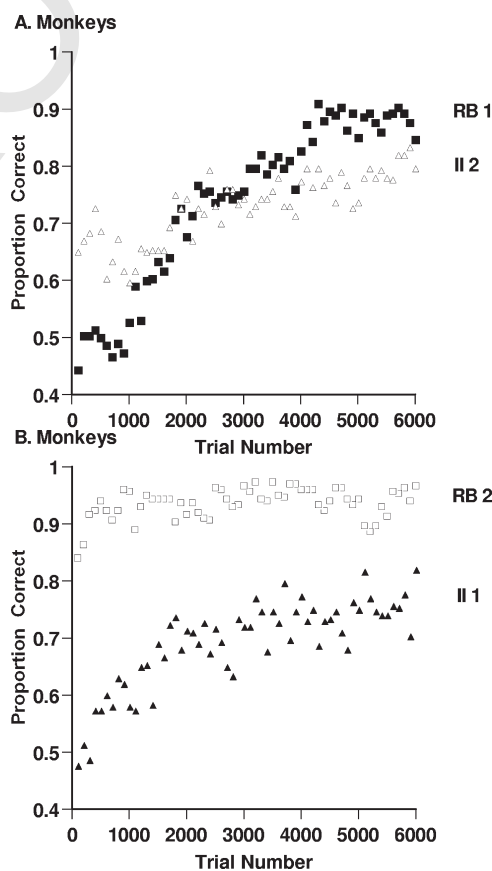 A. Monkeys
1
0.9
0.8
0.7
0.6
0.5
0.4
Proportion Correct
RB 1
II 2
0 1000 2000 3000 4000 5000 6000
Trial Number
B. Monkeys
1
0.9
0.8
0.7
0.6
0.5
0.4
Proportion Correct
RB 2
II 1
0 1000 2000 3000 4000 5000 6000
Trial Number